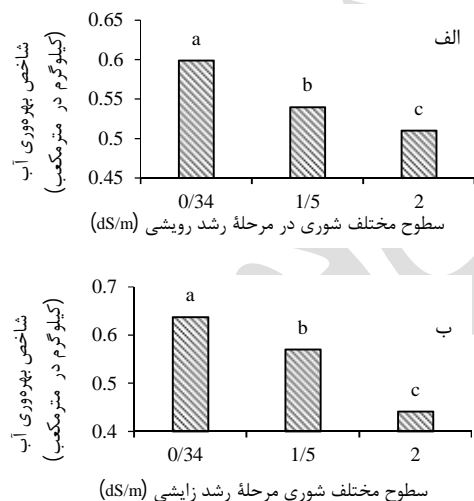 الف
شاخص بهره‌وری آب
(کیلوگرم در مترمکعب)
0.65
0.6
0.55
0.5
0.45
a
b
c
0/34 1/5 2
سطوح مختلف شوری در مرحلۀ رشد رویشی (dS/m)
ب
شاخص بهره‌وری آب
(کیلوگرم در مترمکعب)
0.7
0.6
0.5
0.4
a
b
c
0/34 1/5 2
سطوح مختلف شوری مرحلۀ رشد زایشی (dS/m)